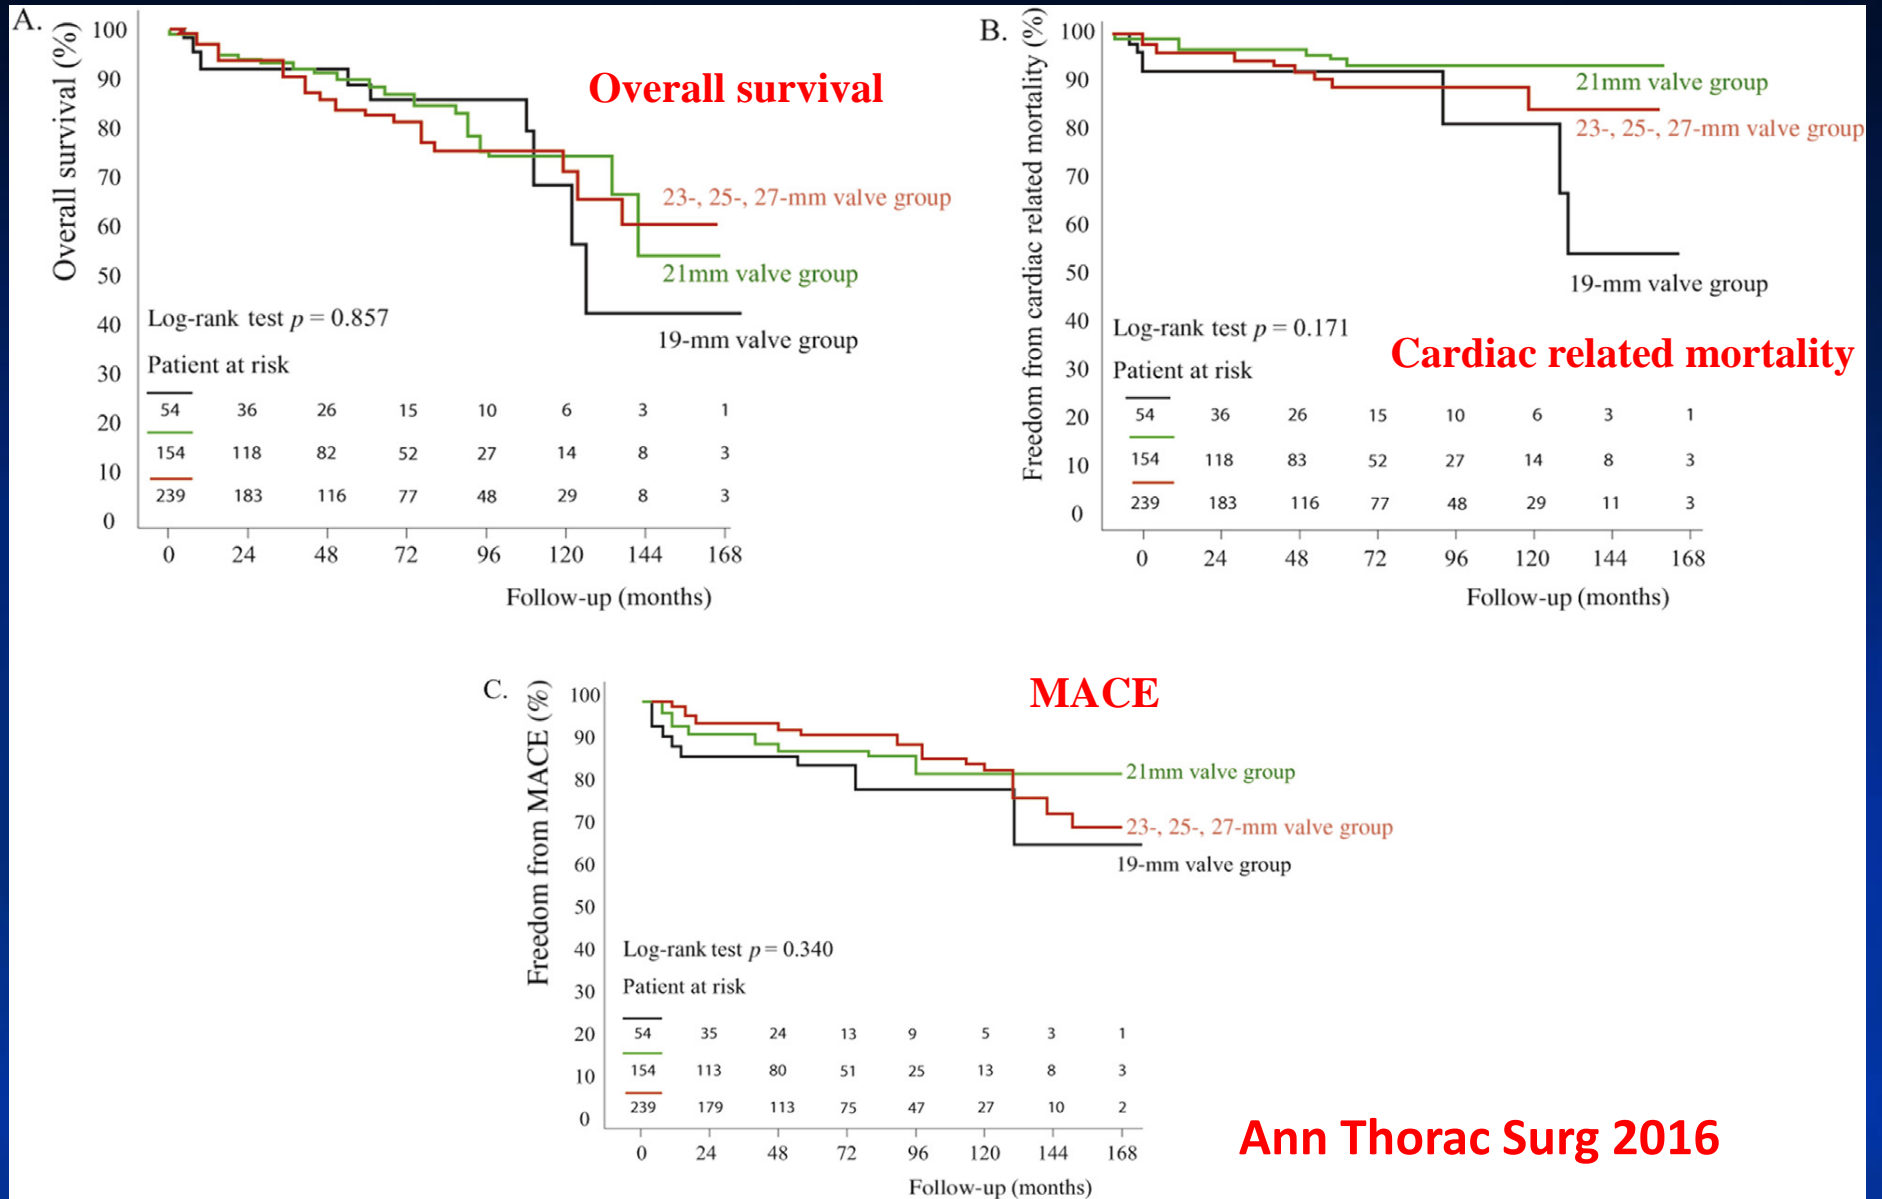 A.
Overall survival (%)
100
90
80
70
60
50
40
30
20
10
0
Overall survival
23-, 25-, 27-mm valve group
21mm valve group
19-mm valve group
Log-rank test p = 0.857
Patient at risk
54 36 26 15 10 6 3 1
154 118 82 52 27 14 8 3
239 183 116 77 48 29 8 3
0 24 48 72 96 120 144 168
Follow-up (months)
B.
Freedom from cardiac related mortality (%)
100
90
80
70
60
50
40
30
20
10
0
21mm valve group
23-, 25-, 27-mm valve group
19-mm valve group
Log-rank test p = 0.171
Cardiac related mortality
Patient at risk
54 36 26 15 10 6 3 1
154 118 83 52 27 14 8 3
239 183 116 77 48 29 11 3
0 24 48 72 96 120 144 168
Follow-up (months)
C.
Freedom from MACE (%)
100
90
80
70
60
50
40
30
20
10
0
MACE
21mm valve group
23-, 25-, 27-mm valve group
19-mm valve group
Log-rank test p = 0.340
Patient at risk
54 35 24 13 9 5 3 1
154 113 80 51 25 13 8 3
239 179 113 75 47 27 10 2
0 24 48 72 96 120 144 168
Follow-up (months)
Ann Thorac Surg 2016